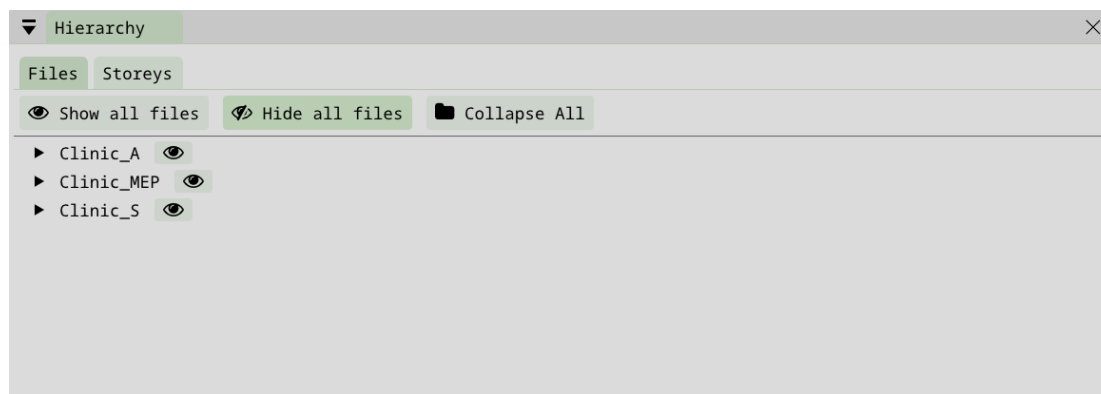 Hierarchy
Files Storeys
Show all files Hide all files Collapse All
Clinic_A
Clinic_MEP
Clinic_S